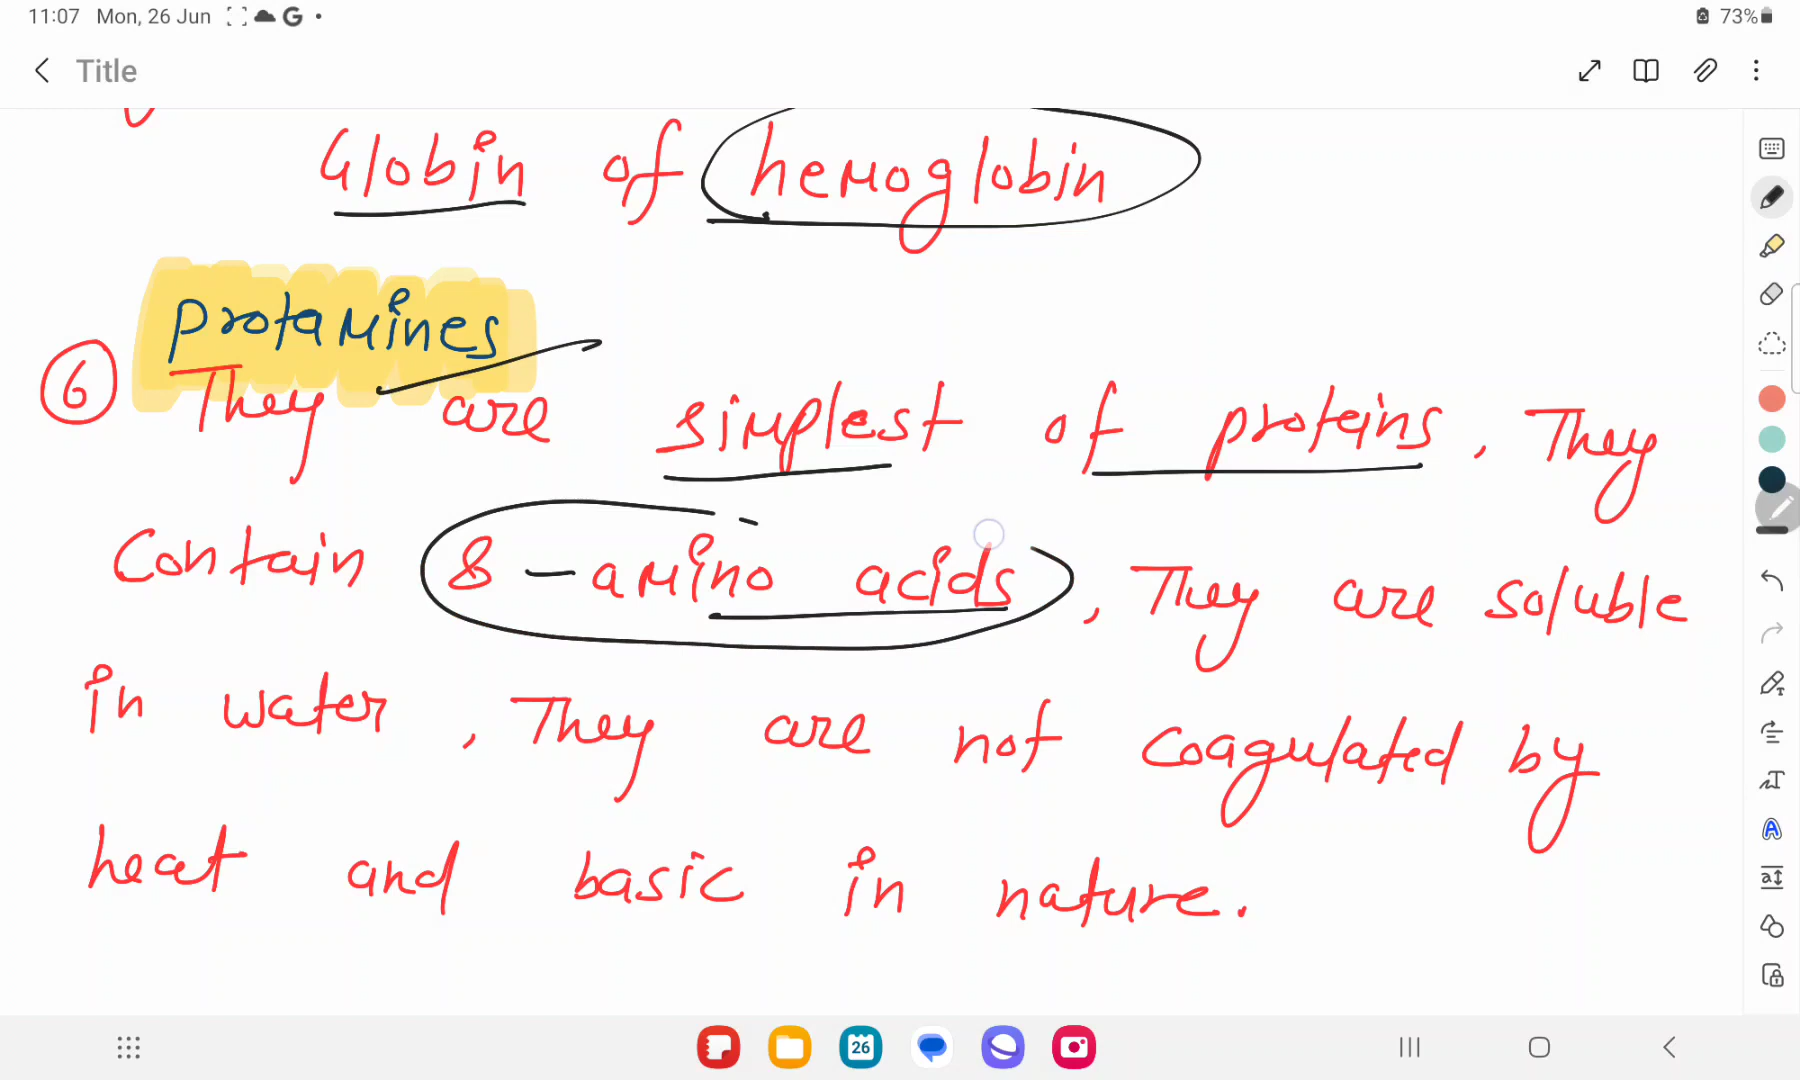 11:07 Mon, 26 Jun G 73%
Title
Globin of hemoglobin
Protamines
6 They are simplest of proteins, They
Contain 8 – amino acids, They are soluble
in water, They are not coagulated by
heat and basic in nature.
26